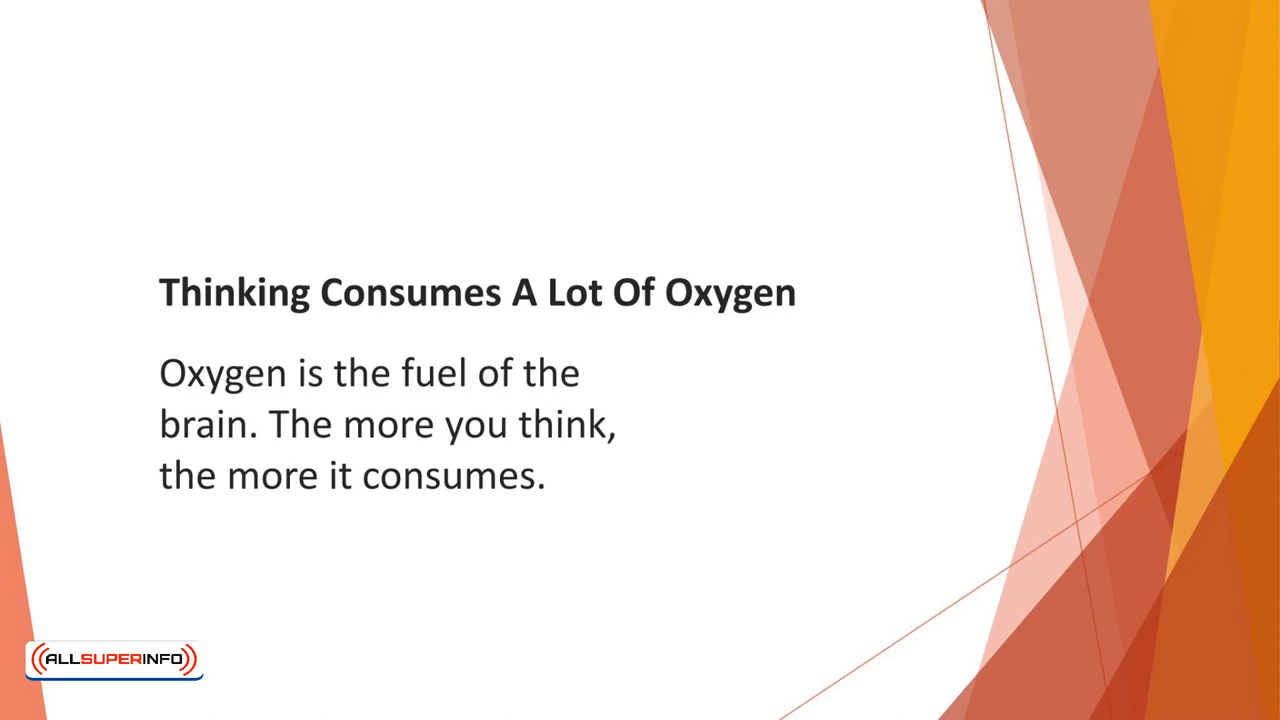 Thinking Consumes A Lot Of Oxygen
Oxygen is the fuel of the
brain. The more you think,
the more it consumes.
ALLSUPERINFO